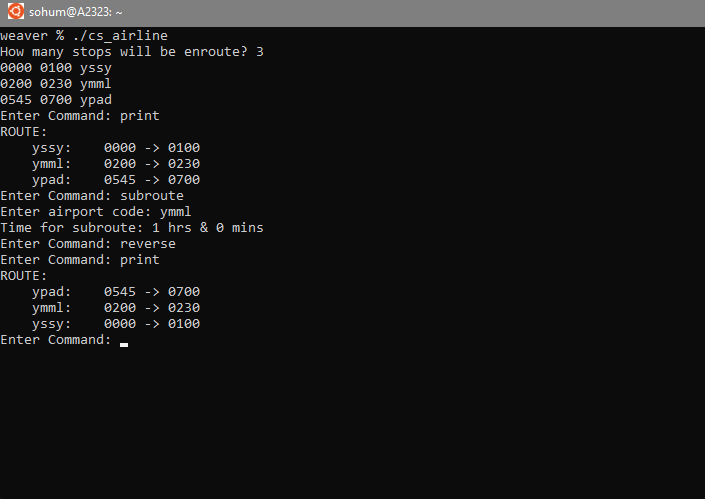 sohum@A2323: ~
weaver % ./cs_airline
How many stops will be enroute? 3
0000 0100 yssy
0200 0230 ymml
0545 0700 ypad
Enter Command: print
ROUTE:
    yssy:    0000 -> 0100
    ymml:    0200 -> 0230
    ypad:    0545 -> 0700
Enter Command: subroute
Enter airport code: ymml
Time for subroute: 1 hrs & 0 mins
Enter Command: reverse
Enter Command: print
ROUTE:
    ypad:    0545 -> 0700
    ymml:    0200 -> 0230
    yssy:    0000 -> 0100
Enter Command: